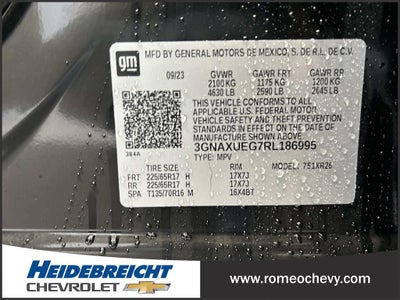 gm
MFD BY GENERAL MOTORS DE MEXICO, S. DE R.L. DE C.V.
09/23 GVWR GAWR FRT GAWR RR
2100 KG 1175 KG 1200 KG
4630 LB 2590 LB 2645 LB
THIS VEHICLE CONFORMS TO ALL APPLICABLE
U.S. FEDERAL MOTOR VEHICLE
SAFETY AND THEFT PREVENTION STANDARDS
IN EFFECT ON THE DATE OF
MANUFACTURE SHOWN ABOVE.
3GNAXUEG7RL186995
TYPE: MPV MODEL: 751XR26
384A
TIRE SIZE RIM
FRT 225/65R17 H 17X7J
RR 225/65R17 H 17X7J
SPA T135/70R16 M 16X4BT
HEIDEBREICHT
CHEVROLET
www.romeochevy.com